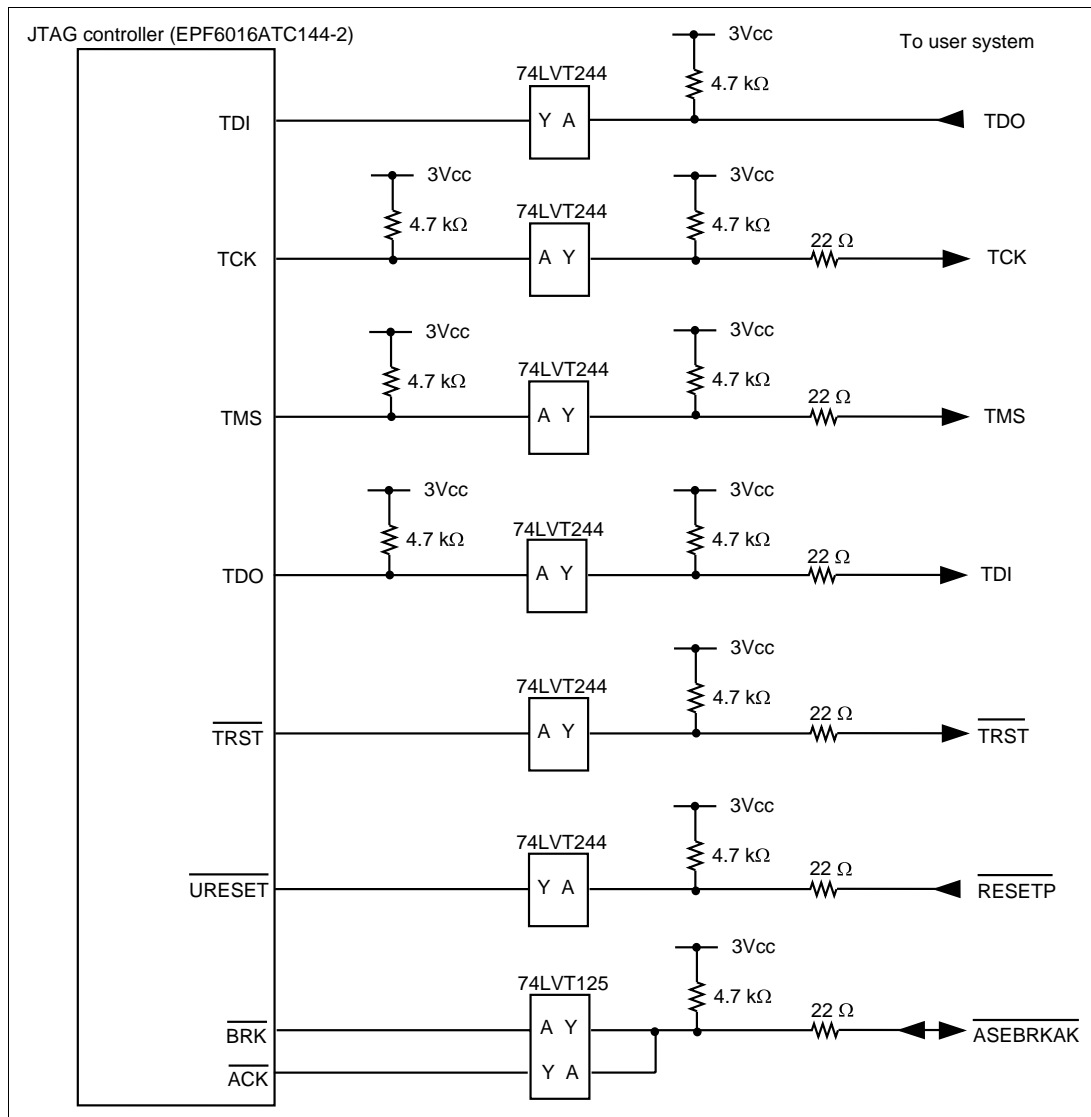 JTAG controller (EPF6016ATC144-2)
3Vcc
To user system
74LVT244
4.7 kΩ
TDI
Y A
TDO
3Vcc
3Vcc
74LVT244
4.7 kΩ
4.7 kΩ
22 Ω
TCK
A Y
TCK
3Vcc
3Vcc
74LVT244
4.7 kΩ
4.7 kΩ
22 Ω
TMS
A Y
TMS
3Vcc
3Vcc
74LVT244
4.7 kΩ
4.7 kΩ
22 Ω
TDO
A Y
TDI
3Vcc
74LVT244
4.7 kΩ
22 Ω
TRST
A Y
TRST
3Vcc
74LVT244
4.7 kΩ
22 Ω
URESET
Y A
RESETP
3Vcc
74LVT125
4.7 kΩ
22 Ω
BRK
A Y
ASEBRKAK
ACK
Y A